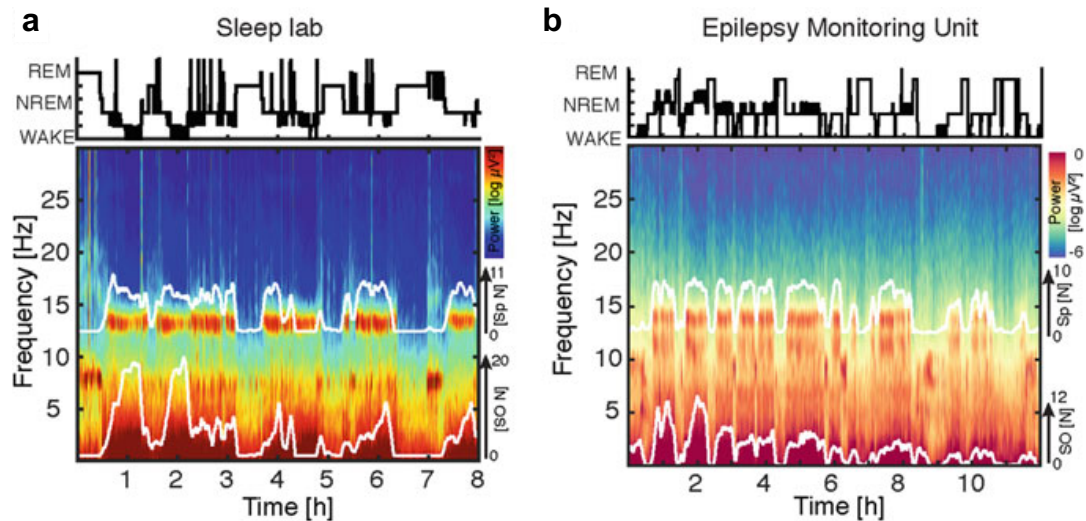 a
Sleep lab
REM
NREM
WAKE
Frequency [Hz]
25
20
15
10
5
Power [log µV²]
11
[Sp N]
0
20
[SO N]
0
1 2 3 4 5 6 7 8
Time [h]
b
Epilepsy Monitoring Unit
REM
NREM
WAKE
Frequency [Hz]
25
20
15
10
5
0
Power
[log µV²]
-6
10
Sp [N]
0
12
SO [N]
0
2 4 6 8 10
Time [h]